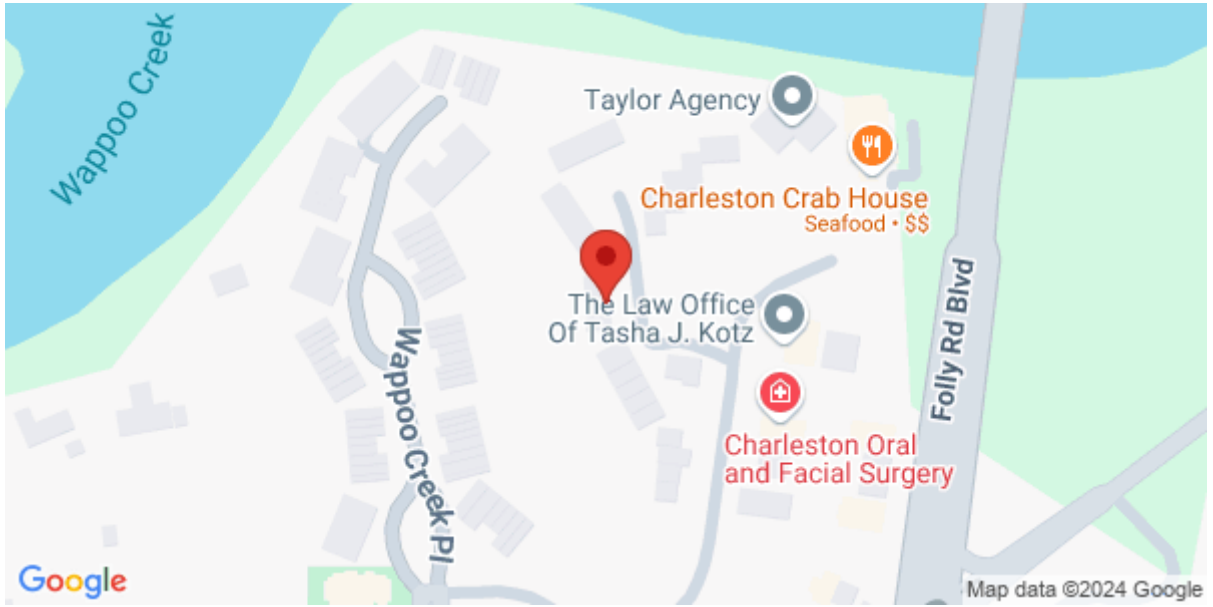 Wappoo Creek
Taylor Agency
Charleston Crab House
Seafood • $$
The Law Office
Of Tasha J. Kotz
Folly Rd Blvd
Wappoo Creek Pl
Charleston Oral
and Facial Surgery
Google
Map data ©2024 Google